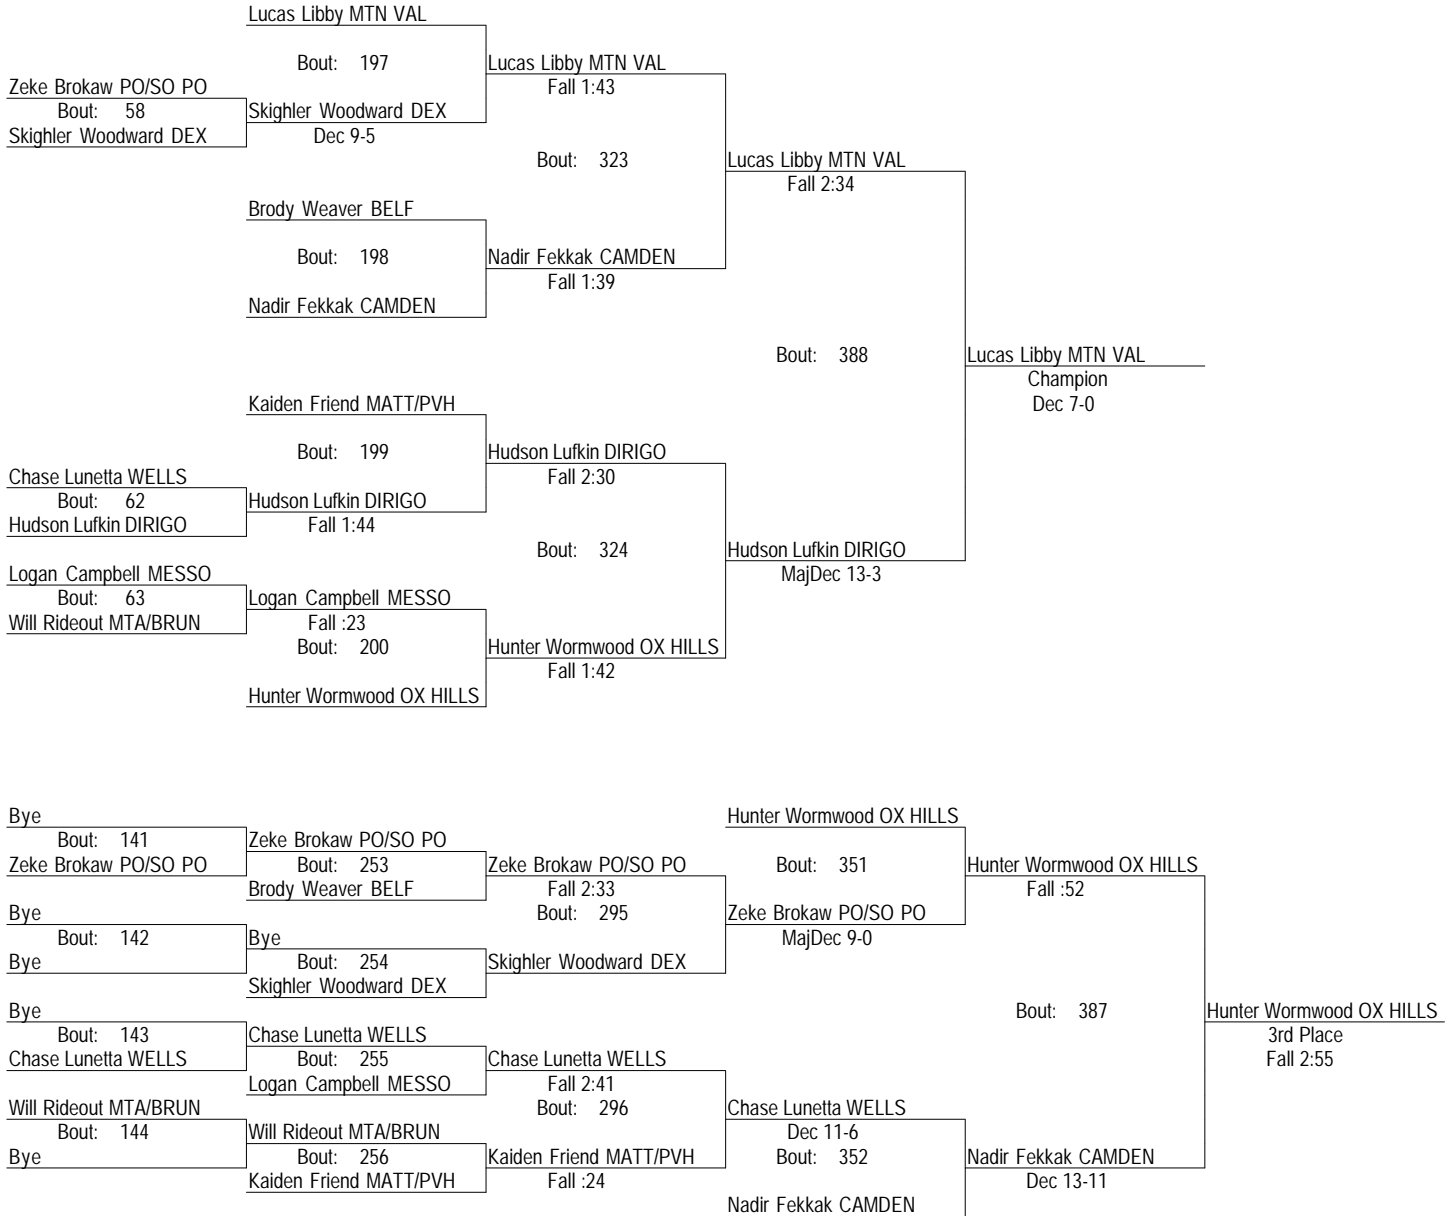 Lucas Libby MTN VAL
Bout: 197
Lucas Libby MTN VAL
Zeke Brokaw PO/SO PO
Fall 1:43
Bout: 58
Skighler Woodward DEX
Skighler Woodward DEX
Dec 9-5
Bout: 323
Lucas Libby MTN VAL
Fall 2:34
Brody Weaver BELF
Bout: 198
Nadir Fekkak CAMDEN
Fall 1:39
Nadir Fekkak CAMDEN
Bout: 388
Lucas Libby MTN VAL
Champion
Dec 7-0
Kaiden Friend MATT/PVH
Bout: 199
Hudson Lufkin DIRIGO
Chase Lunetta WELLS
Fall 2:30
Bout: 62
Hudson Lufkin DIRIGO
Hudson Lufkin DIRIGO
Fall 1:44
Bout: 324
Hudson Lufkin DIRIGO
Logan Campbell MESSO
MajDec 13-3
Bout: 63
Logan Campbell MESSO
Will Rideout MTA/BRUN
Fall :23
Bout: 200
Hunter Wormwood OX HILLS
Fall 1:42
Hunter Wormwood OX HILLS
Bye
Hunter Wormwood OX HILLS
Bout: 141
Zeke Brokaw PO/SO PO
Zeke Brokaw PO/SO PO
Bout: 253
Zeke Brokaw PO/SO PO
Bout: 351
Hunter Wormwood OX HILLS
Brody Weaver BELF
Fall 2:33
Fall :52
Bye
Bout: 295
Zeke Brokaw PO/SO PO
Bout: 142
Bye
MajDec 9-0
Bye
Bout: 254
Skighler Woodward DEX
Skighler Woodward DEX
Bye
Bout: 387
Hunter Wormwood OX HILLS
Bout: 143
Chase Lunetta WELLS
3rd Place
Chase Lunetta WELLS
Bout: 255
Chase Lunetta WELLS
Fall 2:55
Logan Campbell MESSO
Fall 2:41
Will Rideout MTA/BRUN
Bout: 296
Chase Lunetta WELLS
Bout: 144
Will Rideout MTA/BRUN
Dec 11-6
Bye
Bout: 256
Kaiden Friend MATT/PVH
Bout: 352
Nadir Fekkak CAMDEN
Kaiden Friend MATT/PVH
Fall :24
Dec 13-11
Nadir Fekkak CAMDEN